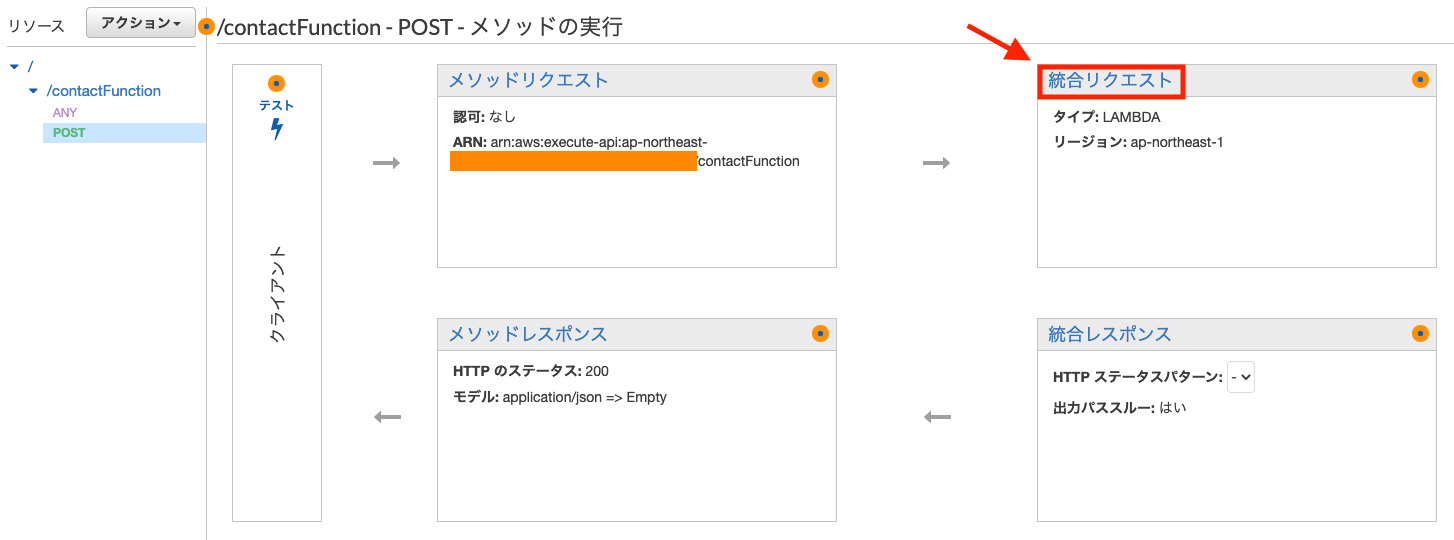 リソース
アクション
/contactFunction - POST - メソッドの実行
/
/contactFunction
ANY
POST
テスト
クライアント
メソッドリクエスト
認可: なし
ARN: arn:aws:execute-api:ap-northeast-
/contactFunction
統合リクエスト
タイプ: LAMBDA
リージョン: ap-northeast-1
メソッドレスポンス
HTTP のステータス: 200
モデル: application/json => Empty
統合レスポンス
HTTP ステータスパターン: -
出力パススルー: はい